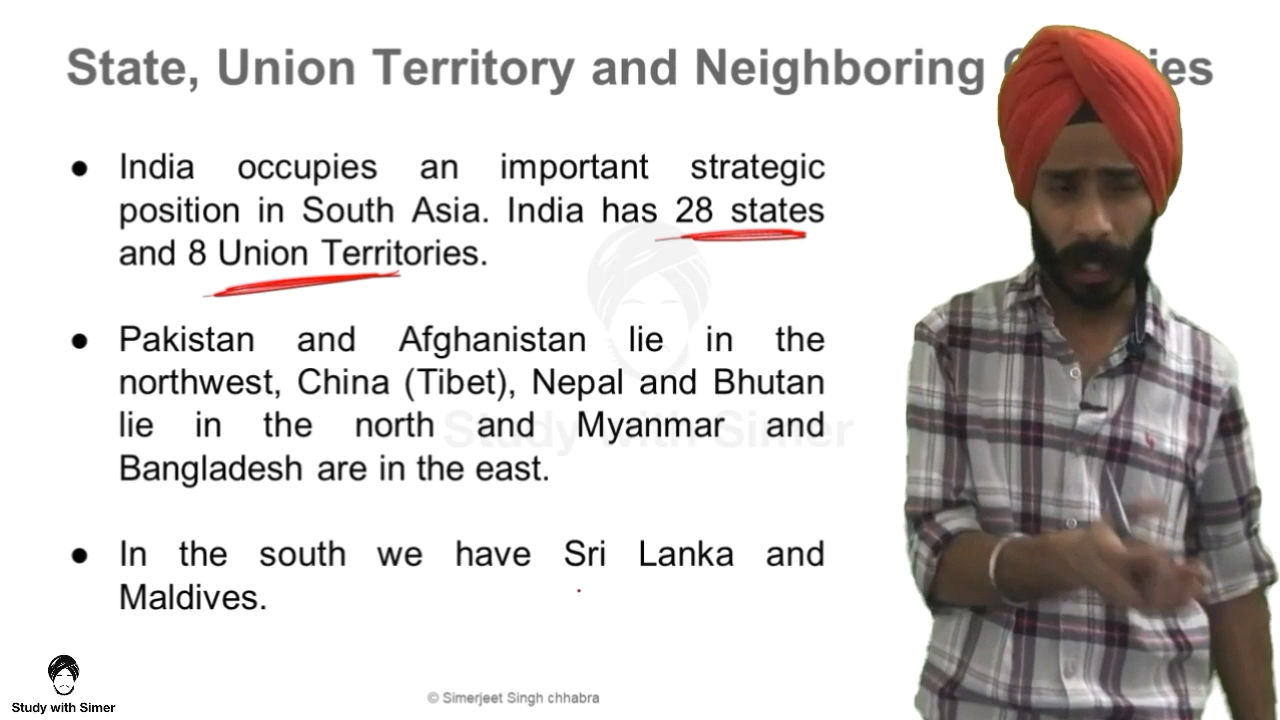 State, Union Territory and Neighboring
● India occupies an important strategic
position in South Asia. India has 28 states
and 8 Union Territories.
● Pakistan and Afghanistan lie in the
northwest, China (Tibet), Nepal and Bhutan
lie in the north and Myanmar and
Bangladesh are in the east.
● In the south we have Sri Lanka and
Maldives.
Study with Simer
© Simerjeet Singh chhabra
Study with Simer